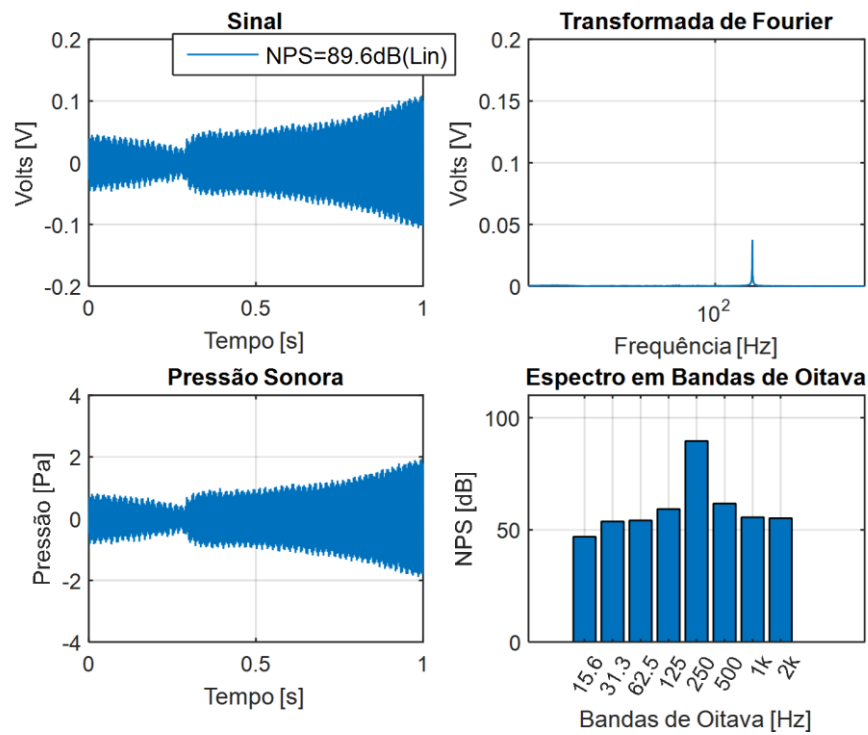 Sinal
NPS=89.6dB(Lin)
0.2
0.1
0
-0.1
-0.2
Volts [V]
0
0.5
1
Tempo [s]
Transformada de Fourier
0.2
0.15
0.1
0.05
0
Volts [V]
10²
Frequência [Hz]
Pressão Sonora
4
2
0
-2
-4
Pressão [Pa]
0
0.5
1
Tempo [s]
Espectro em Bandas de Oitava
100
50
0
NPS [dB]
15.6
31.3
62.5
125
250
500
1k
2k
Bandas de Oitava [Hz]